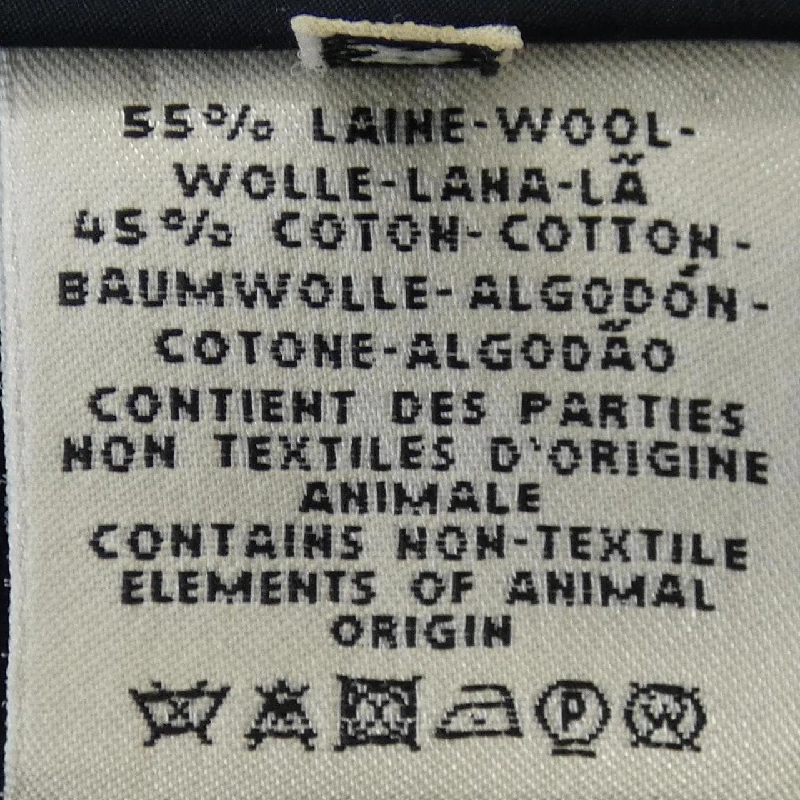 55% LAINE-WOOL-
WOLLE-LANA-LÃ
45% COTON-COTTON-
BAUMWOLLE-ALGODÓN-
COTONE-ALGODÃO
CONTIENT DES PARTIES
NON TEXTILES D'ORIGINE
ANIMALE
CONTAINS NON-TEXTILE
ELEMENTS OF ANIMAL
ORIGIN
P W